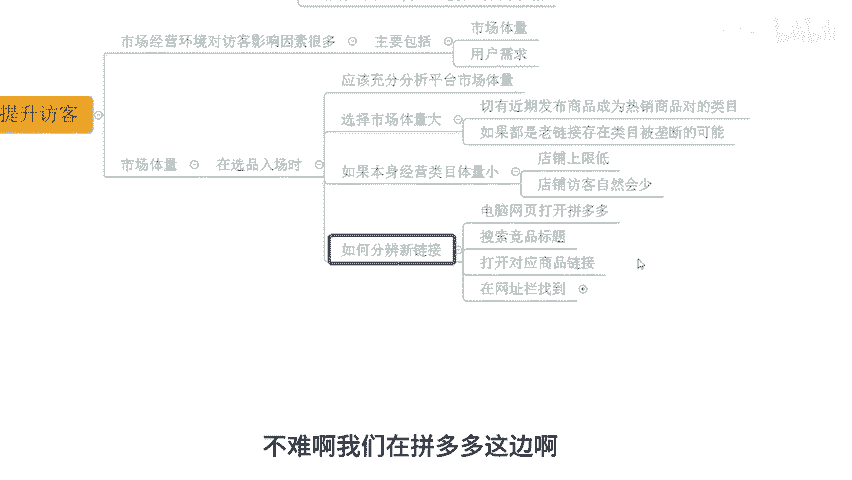 市场体量
市场经营环境对访客影响因素很多
主要包括
用户需求
应该充分分析平台市场体量
提升访客
切有近期发布商品成为热销商品对的类目
选择市场体量大
如果都是老链接存在类目被垄断的可能
店铺上限低
市场体量
在选品入场时
如果本身经营类目体量小
店铺访客自然会少
电脑网页打开拼多多
搜索竞品标题
如何分辨新链接
打开对应商品链接
在网址栏找到
不难啊我们在拼多多这边啊